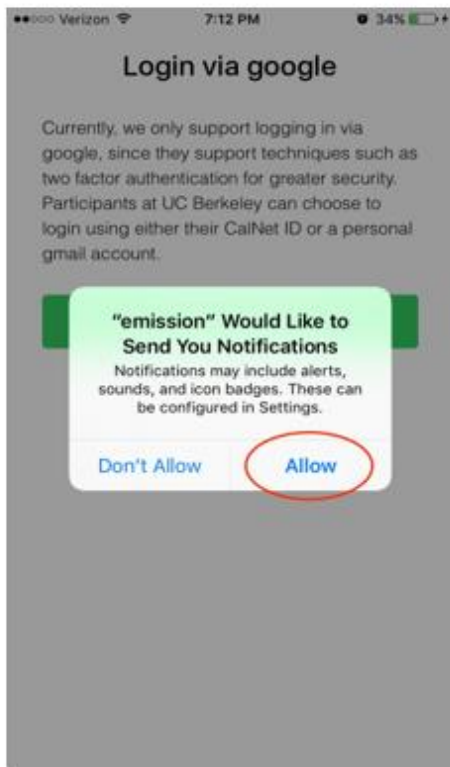 Verizon 7:12 PM 34%
Login via google
Currently, we only support logging in via
google, since they support techniques such as
two factor authentication for greater security.
Participants at UC Berkeley can choose to
login using either their CalNet ID or a personal
gmail account.
"emission" Would Like to
Send You Notifications
Notifications may include alerts,
sounds, and icon badges. These can
be configured in Settings.
Don't Allow Allow